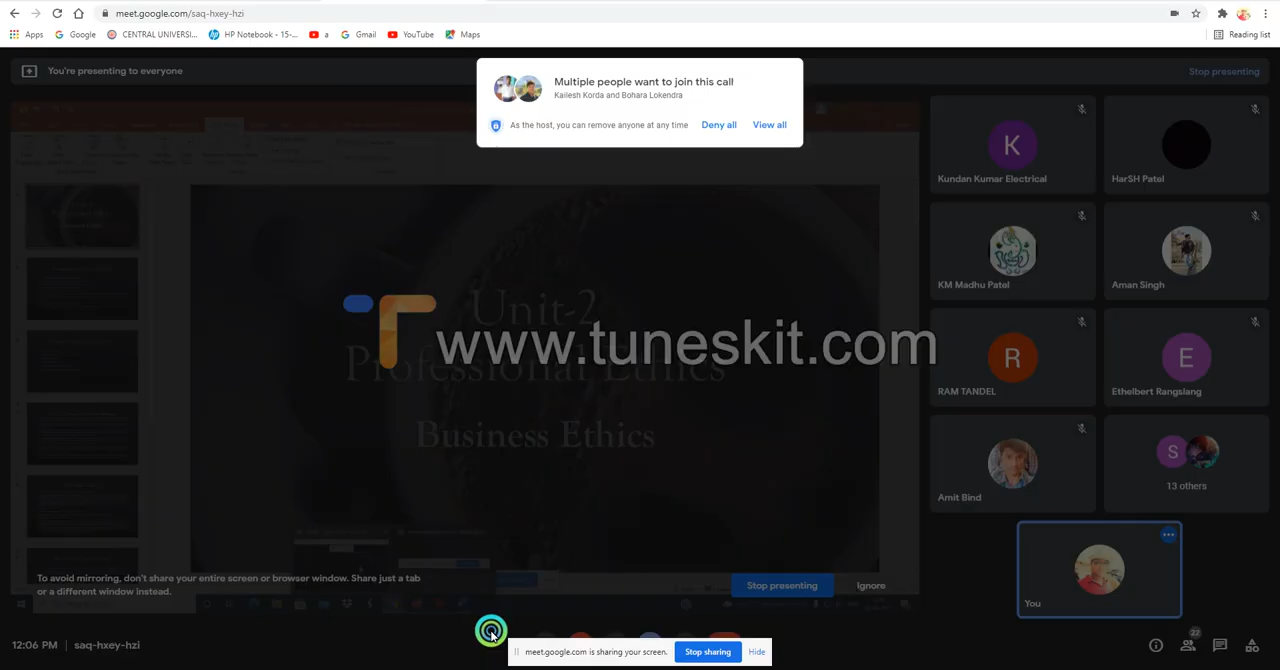 meet.google.com/saq-hxey-hzi
Apps
Google
CENTRAL UNIVERSI...
HP Notebook - 15-...
a
Gmail
YouTube
Maps
Reading list
You're presenting to everyone
Stop presenting
Multiple people want to join this call
Kailesh Korda and Bohara Lokendra
As the host, you can remove anyone at any time
Deny all
View all
K
Kundan Kumar Electrical
HarSH Patel
KM Madhu Patel
Aman Singh
R
RAM TANDEL
E
Ethelbert Rangslang
Amit Bind
S
13 others
You
Unit-2
Professional Ethics
Business Ethics
www.tuneskit.com
To avoid mirroring, don't share your entire screen or browser window. Share just a tab
or a different window instead.
Stop presenting
Ignore
12:06 PM | saq-hxey-hzi
meet.google.com is sharing your screen.
Stop sharing
Hide
22